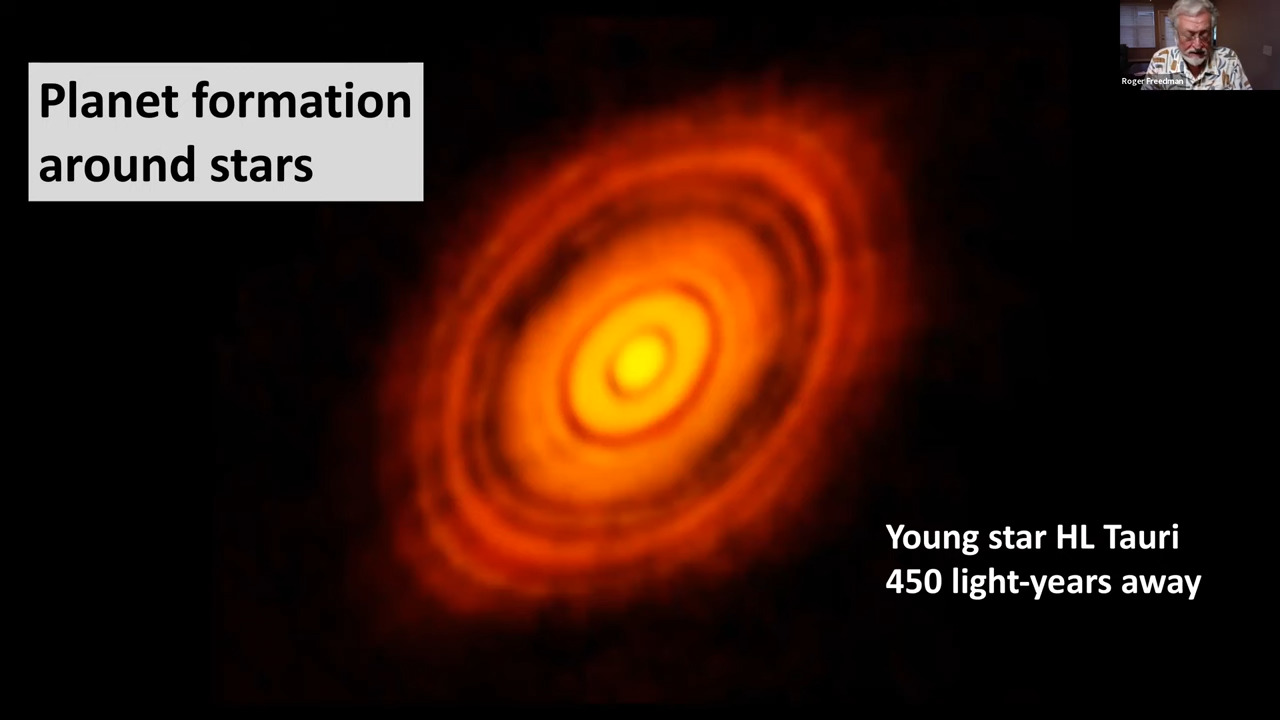 Planet formation
around stars
Roger Freedman
Young star HL Tauri
450 light-years away